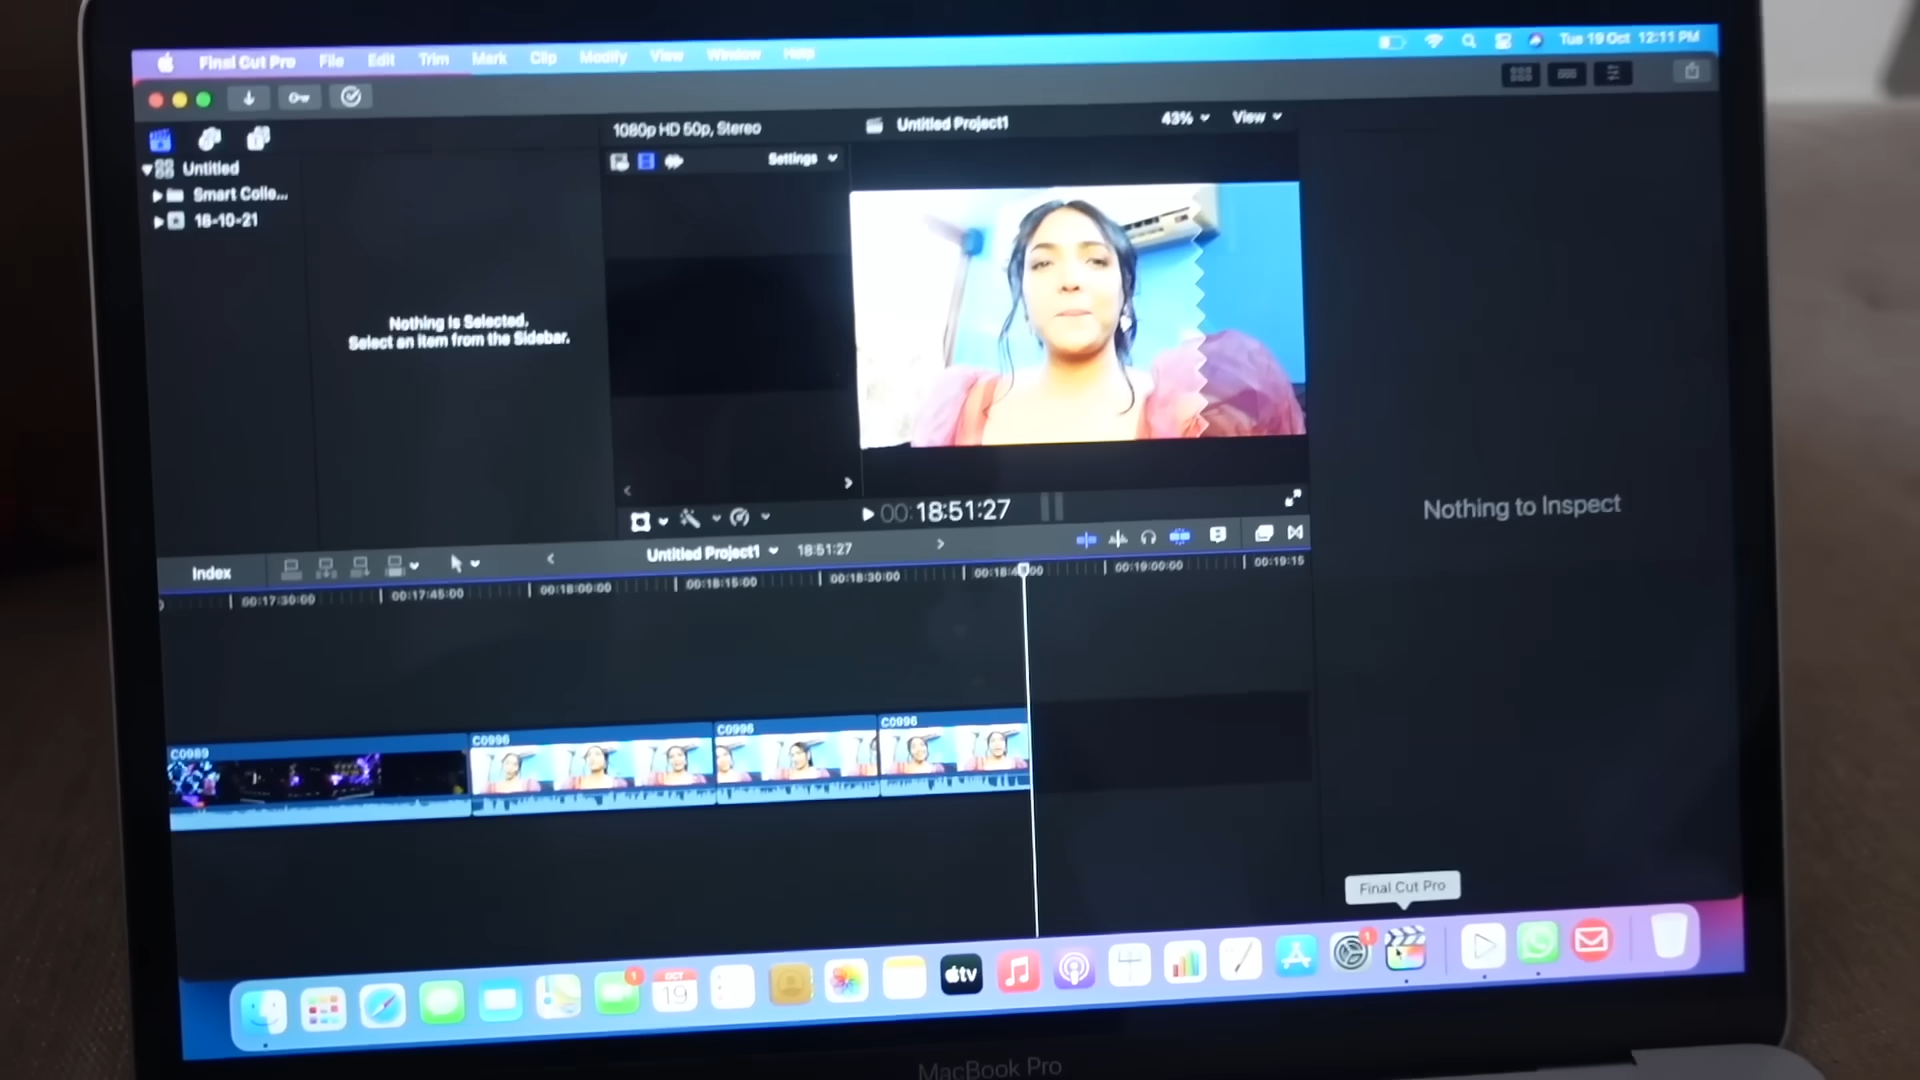 Final Cut Pro File Edit Trim Mark Clip Modify View Window Help
Tue 19 Oct 12:11 PM
1080p HD 50p, Stereo
Untitled Project1
43%
View
Untitled
Settings
Smart Colle...
18-10-21
Nothing is Selected.
Select an item from the Sidebar.
Nothing to Inspect
00:18:51:27
Index
Untitled Project1
18:51:27
00:17:30:00
00:17:45:00
00:18:00:00
00:18:15:00
00:18:30:00
00:19:00:00
00:19:15
C0989
C0996
C0996
C0996
Final Cut Pro
1
OCT
19
tv
1
MacBook Pro